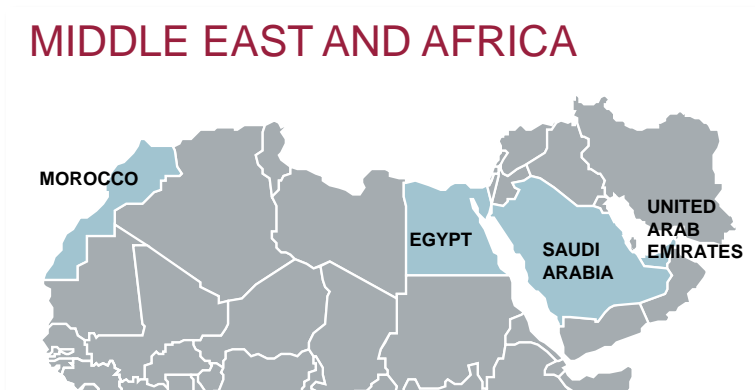 MIDDLE EAST AND AFRICA
MOROCCO
EGYPT
SAUDI
ARABIA
UNITED
ARAB
EMIRATES